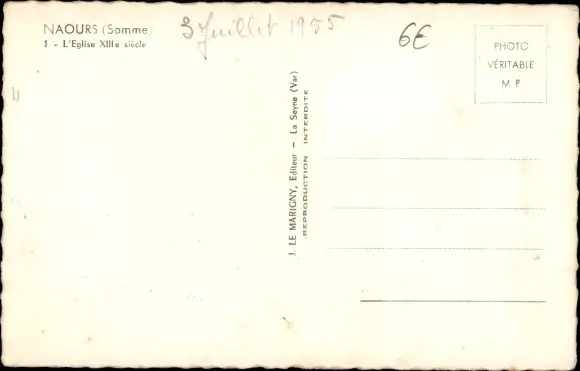 NAOURS (Somme)
1 - L'Eglise XIIIe siècle
3 Juillet 1955
6€
PHOTO
VÉRITABLE
M P
J. LE MARIGNY, Editeur - La Seyne (Var)
REPRODUCTION INTERDITE